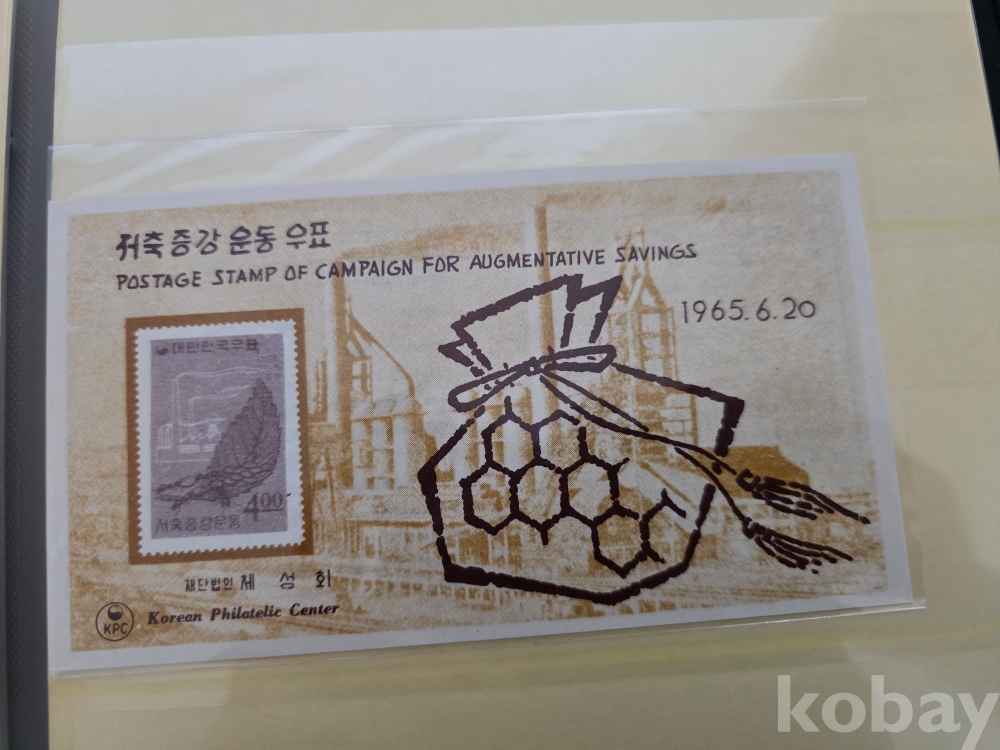 저축증강 운동 우표
POSTAGE STAMP OF CAMPAIGN FOR AUGMENTATIVE SAVINGS
1965.6.20
대한민국우표
400
저축증강운동
재단법인 체성회
KPC
Korean Philatelic Center
kobay